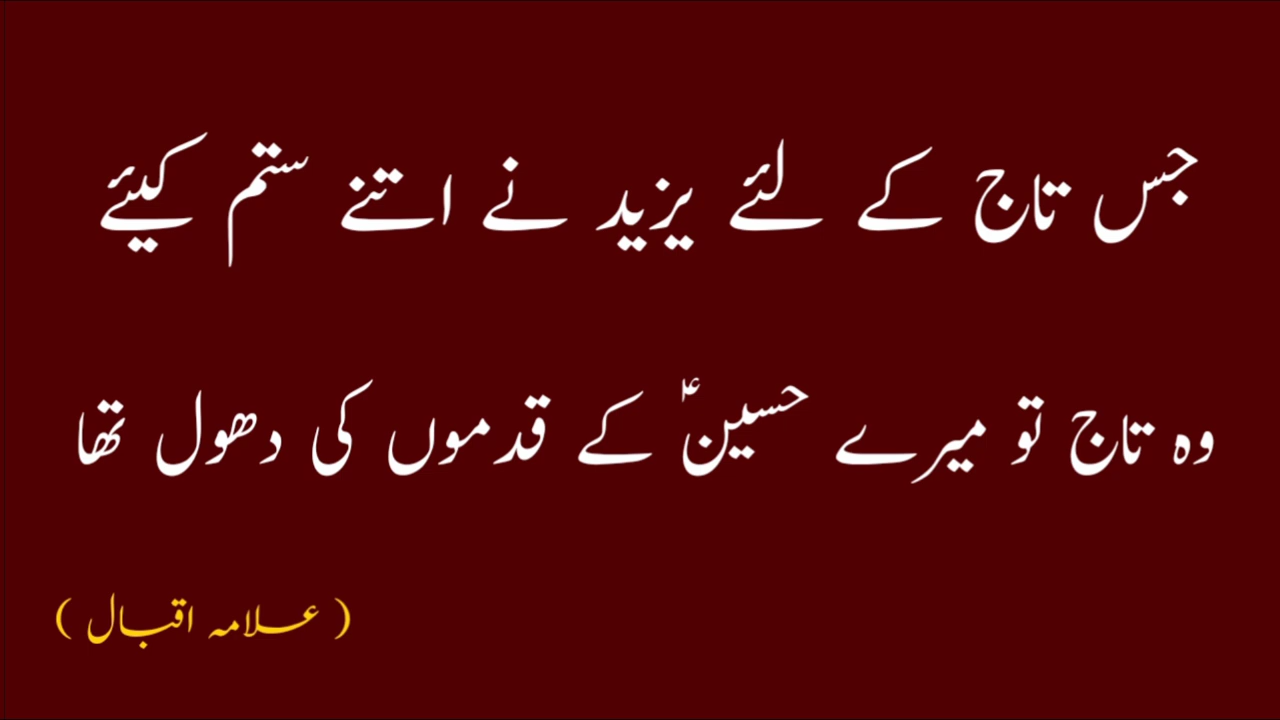 جس تاج کے لئے یزید نے اتنے ستم کیئے
وہ تاج تو میرے حسینؑ کے قدموں کی دھول تھا
( علامہ اقبال )